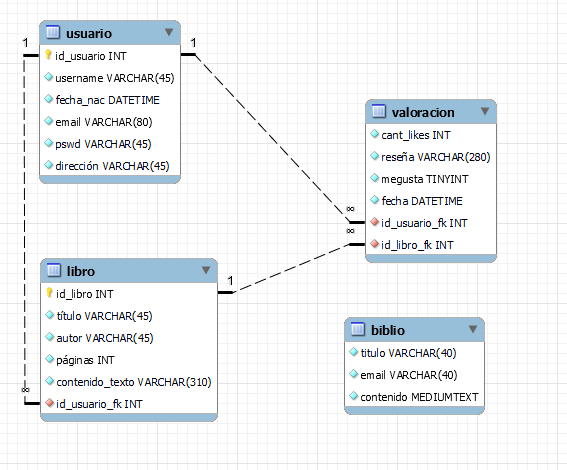 usuario
1
1
id_usuario INT
username VARCHAR(45)
fecha_nac DATETIME
email VARCHAR(80)
pswd VARCHAR(45)
dirección VARCHAR(45)
valoracion
cant_likes INT
reseña VARCHAR(280)
megusta TINYINT
fecha DATETIME
∞
id_usuario_fk INT
∞
id_libro_fk INT
libro
1
id_libro INT
título VARCHAR(45)
autor VARCHAR(45)
páginas INT
contenido_texto VARCHAR(310)
∞
id_usuario_fk INT
biblio
titulo VARCHAR(40)
email VARCHAR(40)
contenido MEDIUMTEXT